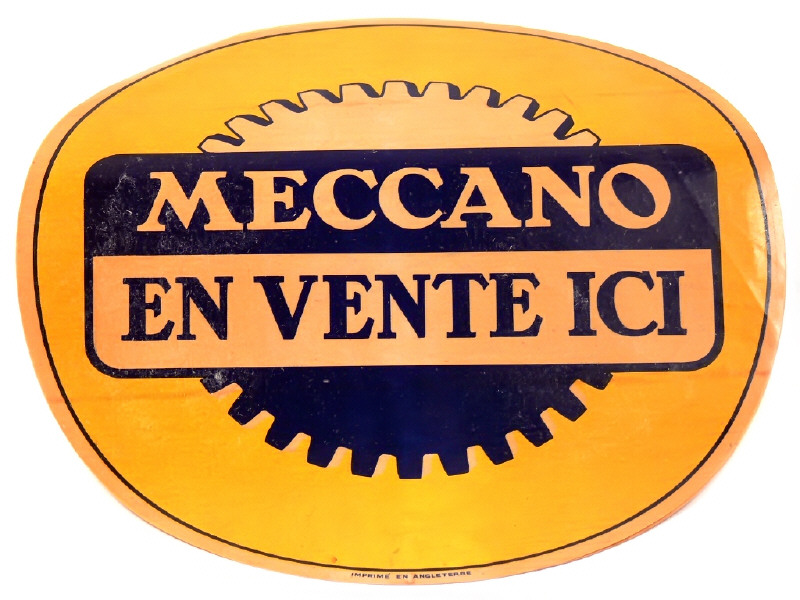 MECCANO
EN VENTE ICI
IMPRIMÉ EN ANGLETERRE